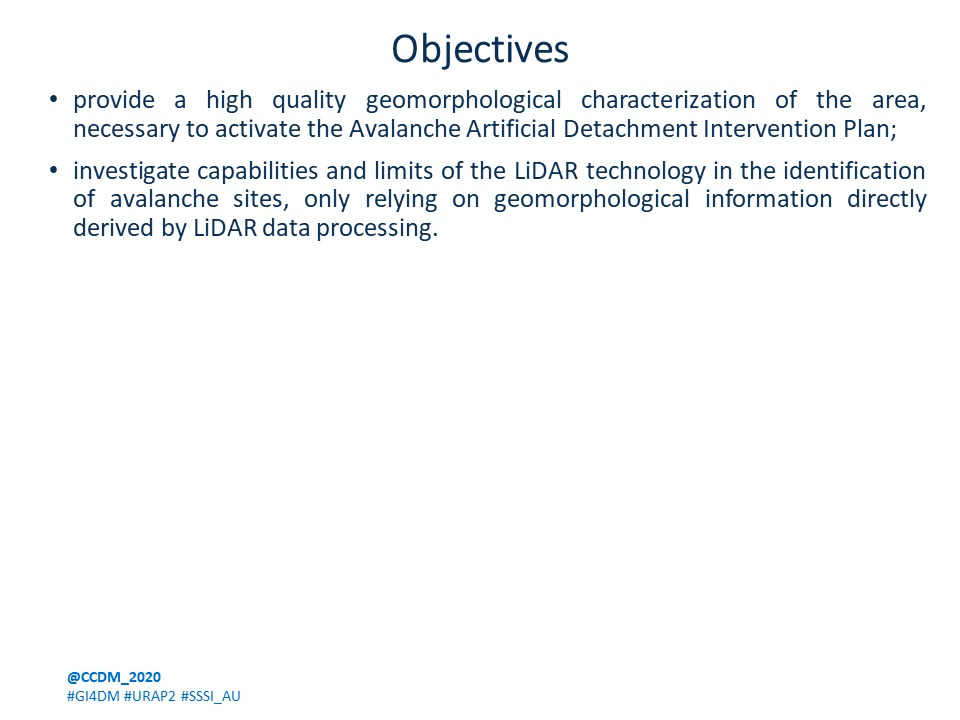 Objectives
• provide a high quality geomorphological characterization of the area,
necessary to activate the Avalanche Artificial Detachment Intervention Plan;
• investigate capabilities and limits of the LiDAR technology in the identification
of avalanche sites, only relying on geomorphological information directly
derived by LiDAR data processing.
@CCDM_2020
#GI4DM #URAP2 #SSSI_AU